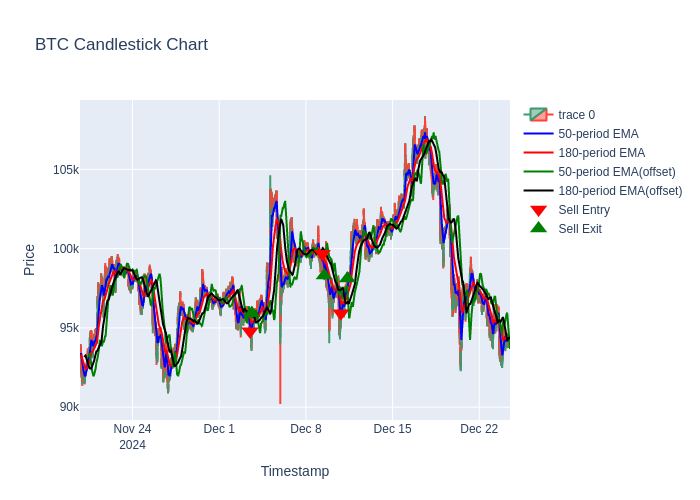 BTC Candlestick Chart
trace 0
50-period EMA
180-period EMA
50-period EMA(offset)
180-period EMA(offset)
Sell Entry
Sell Exit
Price
105k
100k
95k
90k
Nov 24
2024
Dec 1
Dec 8
Dec 15
Dec 22
Timestamp